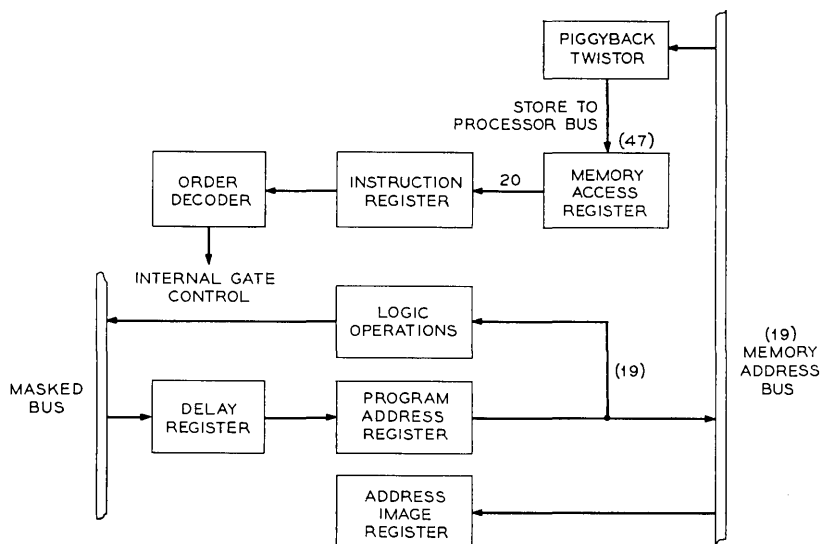 PIGGYBACK
TWISTOR
STORE TO
PROCESSOR BUS
(47)
ORDER
DECODER
INSTRUCTION
REGISTER
20
MEMORY
ACCESS
REGISTER
INTERNAL GATE
CONTROL
LOGIC
OPERATIONS
(19)
MEMORY
ADDRESS
BUS
MASKED
BUS
DELAY
REGISTER
PROGRAM
ADDRESS
REGISTER
(19)
ADDRESS
IMAGE
REGISTER